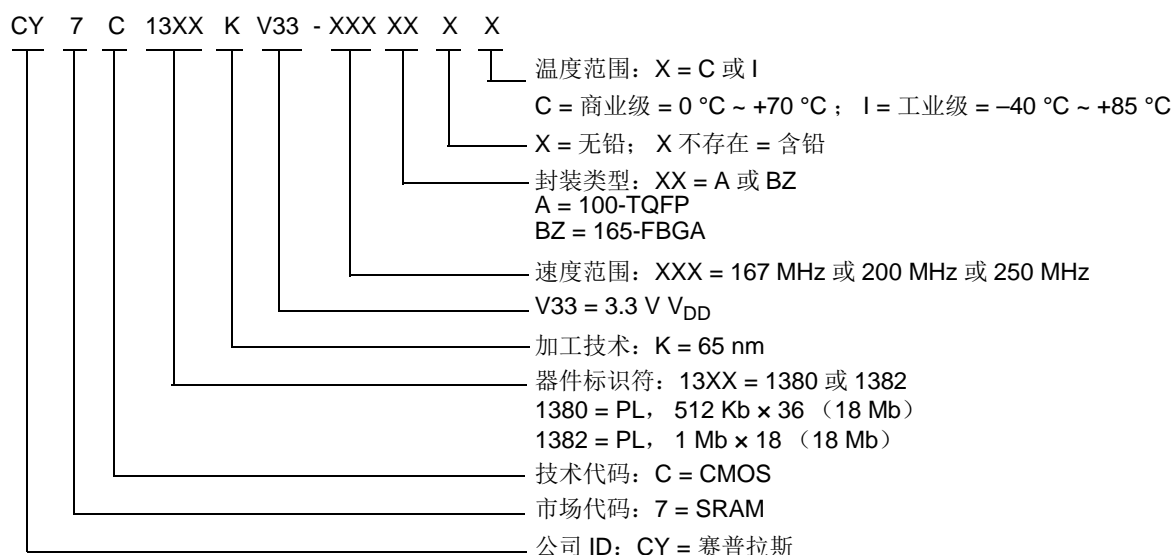 CY 7 C 13XX K V33 - XXX XX X X
温度范围：X = C 或 I
C = 商业级 = 0 °C ~ +70 °C ； I = 工业级 = –40 °C ~ +85 °C
X = 无铅； X 不存在 = 含铅
封装类型：XX = A 或 BZ
A = 100-TQFP
BZ = 165-FBGA
速度范围：XXX = 167 MHz 或 200 MHz 或 250 MHz
V33 = 3.3 V VDD
加工技术：K = 65 nm
器件标识符：13XX = 1380 或 1382
1380 = PL， 512 Kb × 36 （18 Mb）
1382 = PL， 1 Mb × 18 （18 Mb）
技术代码：C = CMOS
市场代码：7 = SRAM
公司 ID：CY = 赛普拉斯